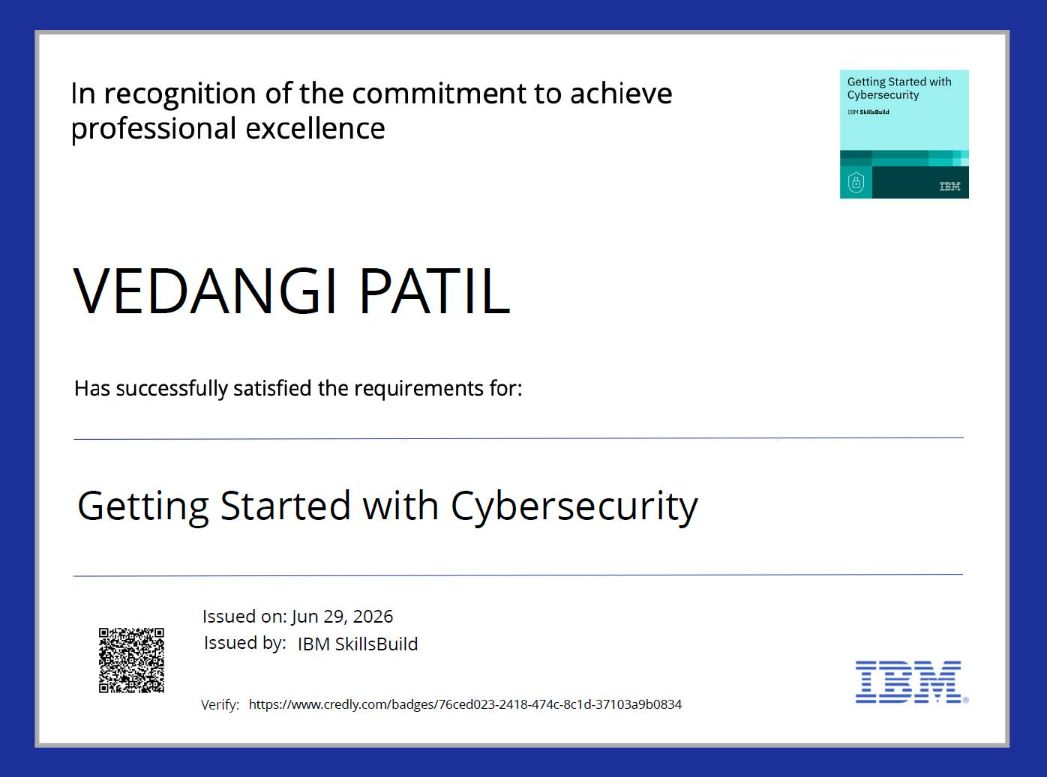 In recognition of the commitment to achieve
professional excellence
Getting Started with
Cybersecurity
IBM SkillsBuild
IBM
VEDANGI PATIL
Has successfully satisfied the requirements for:
Getting Started with Cybersecurity
Issued on: Jun 29, 2026
Issued by: IBM SkillsBuild
Verify: https://www.credly.com/badges/76ced023-2418-474c-8c1d-37103a9b0834
IBM®